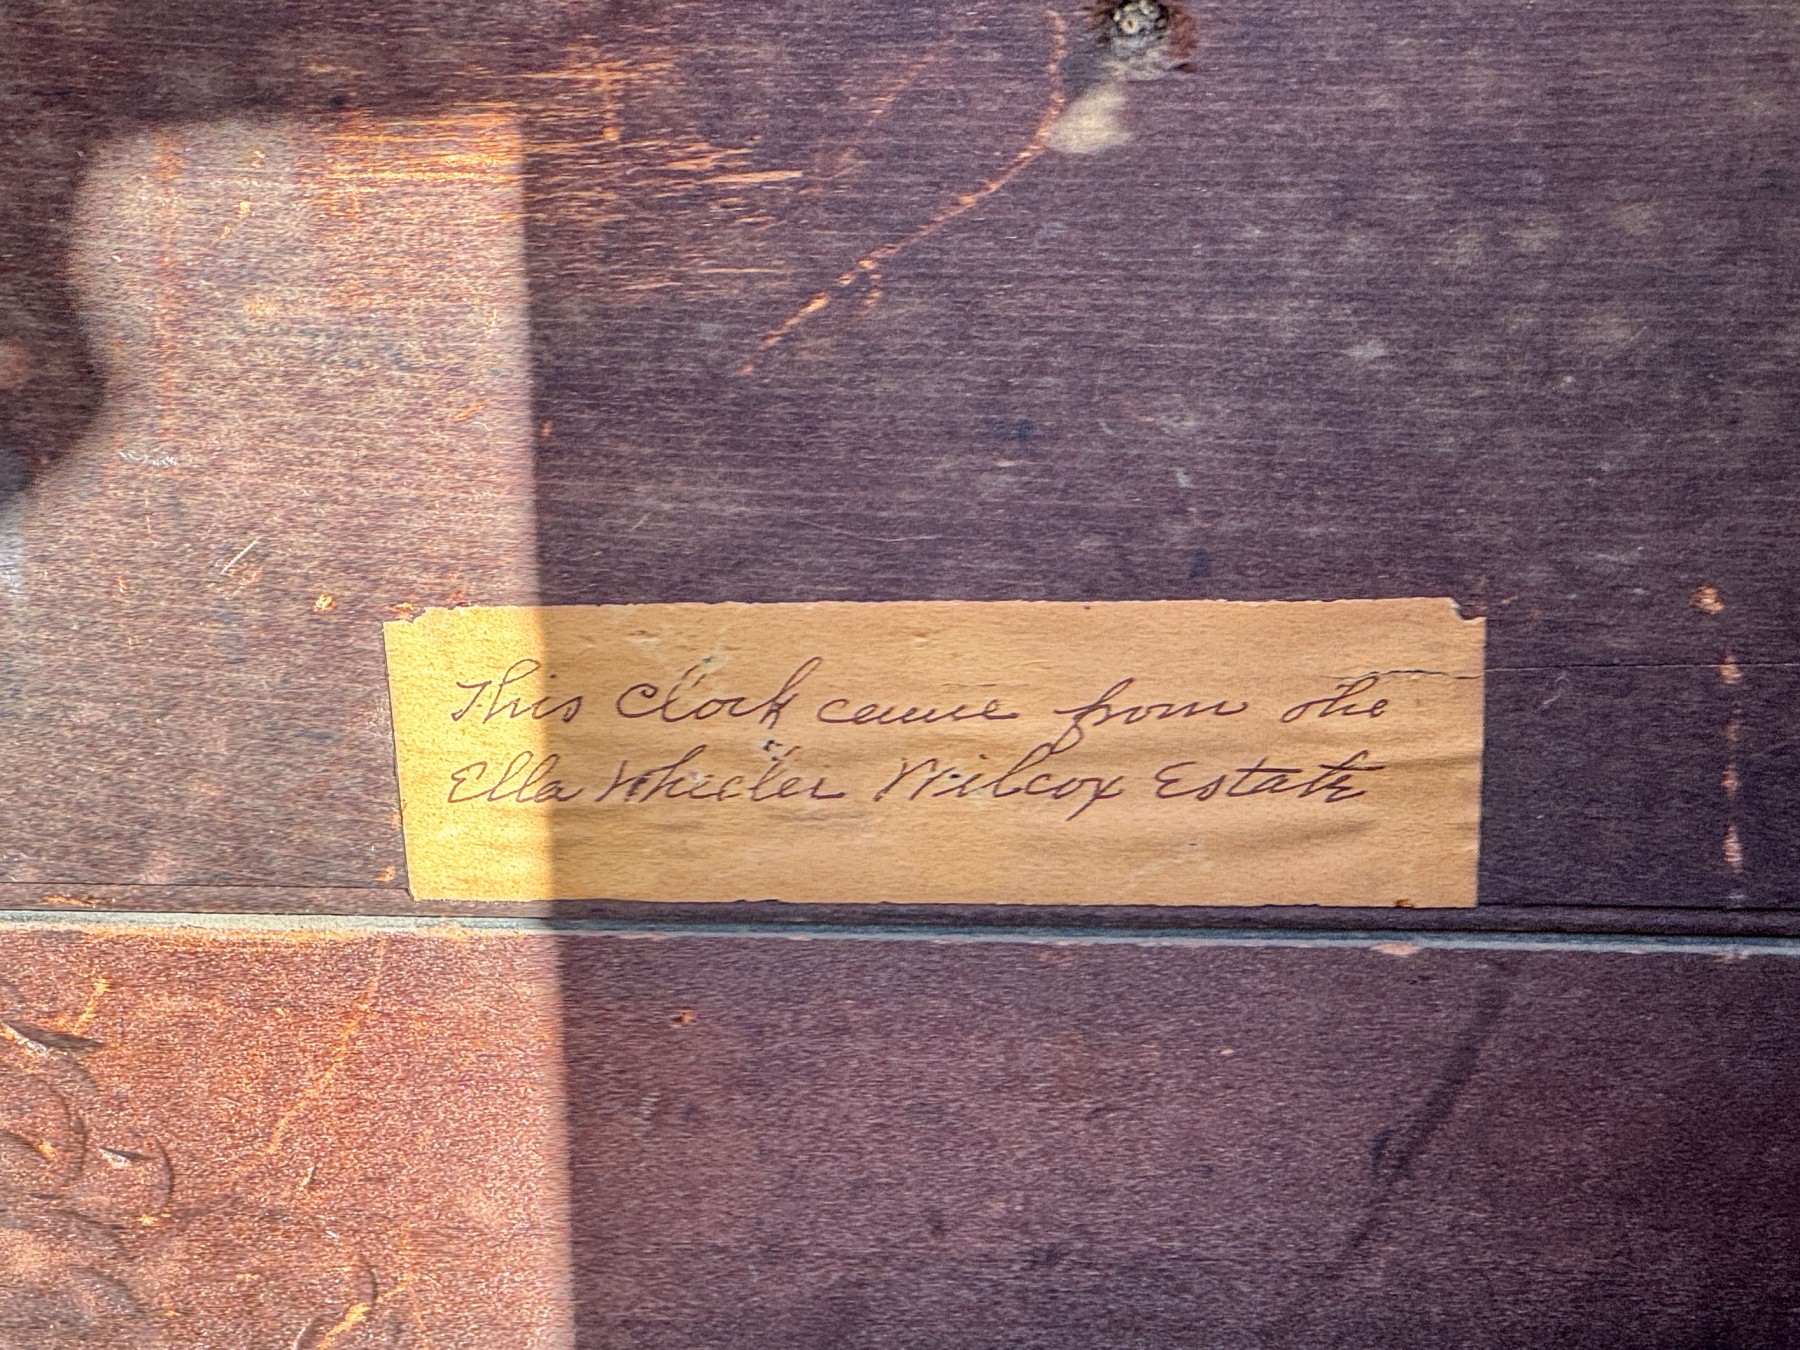 This Clock came from the
Ella Wheeler Wilcox Estate